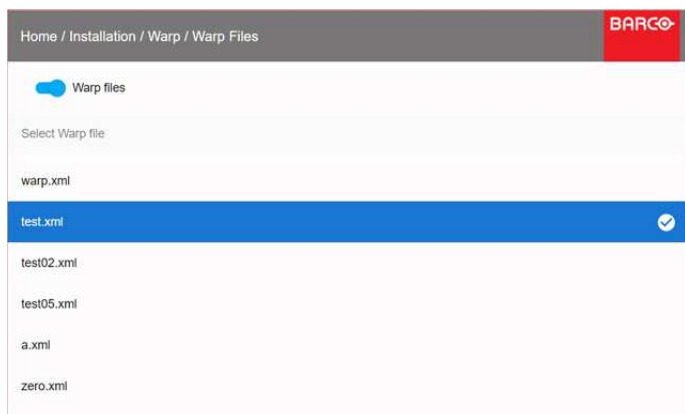 Home / Installation / Warp / Warp Files
BARCO
Warp files
Select Warp file
warp.xml
test.xml
test02.xml
test05.xml
a.xml
zero.xml